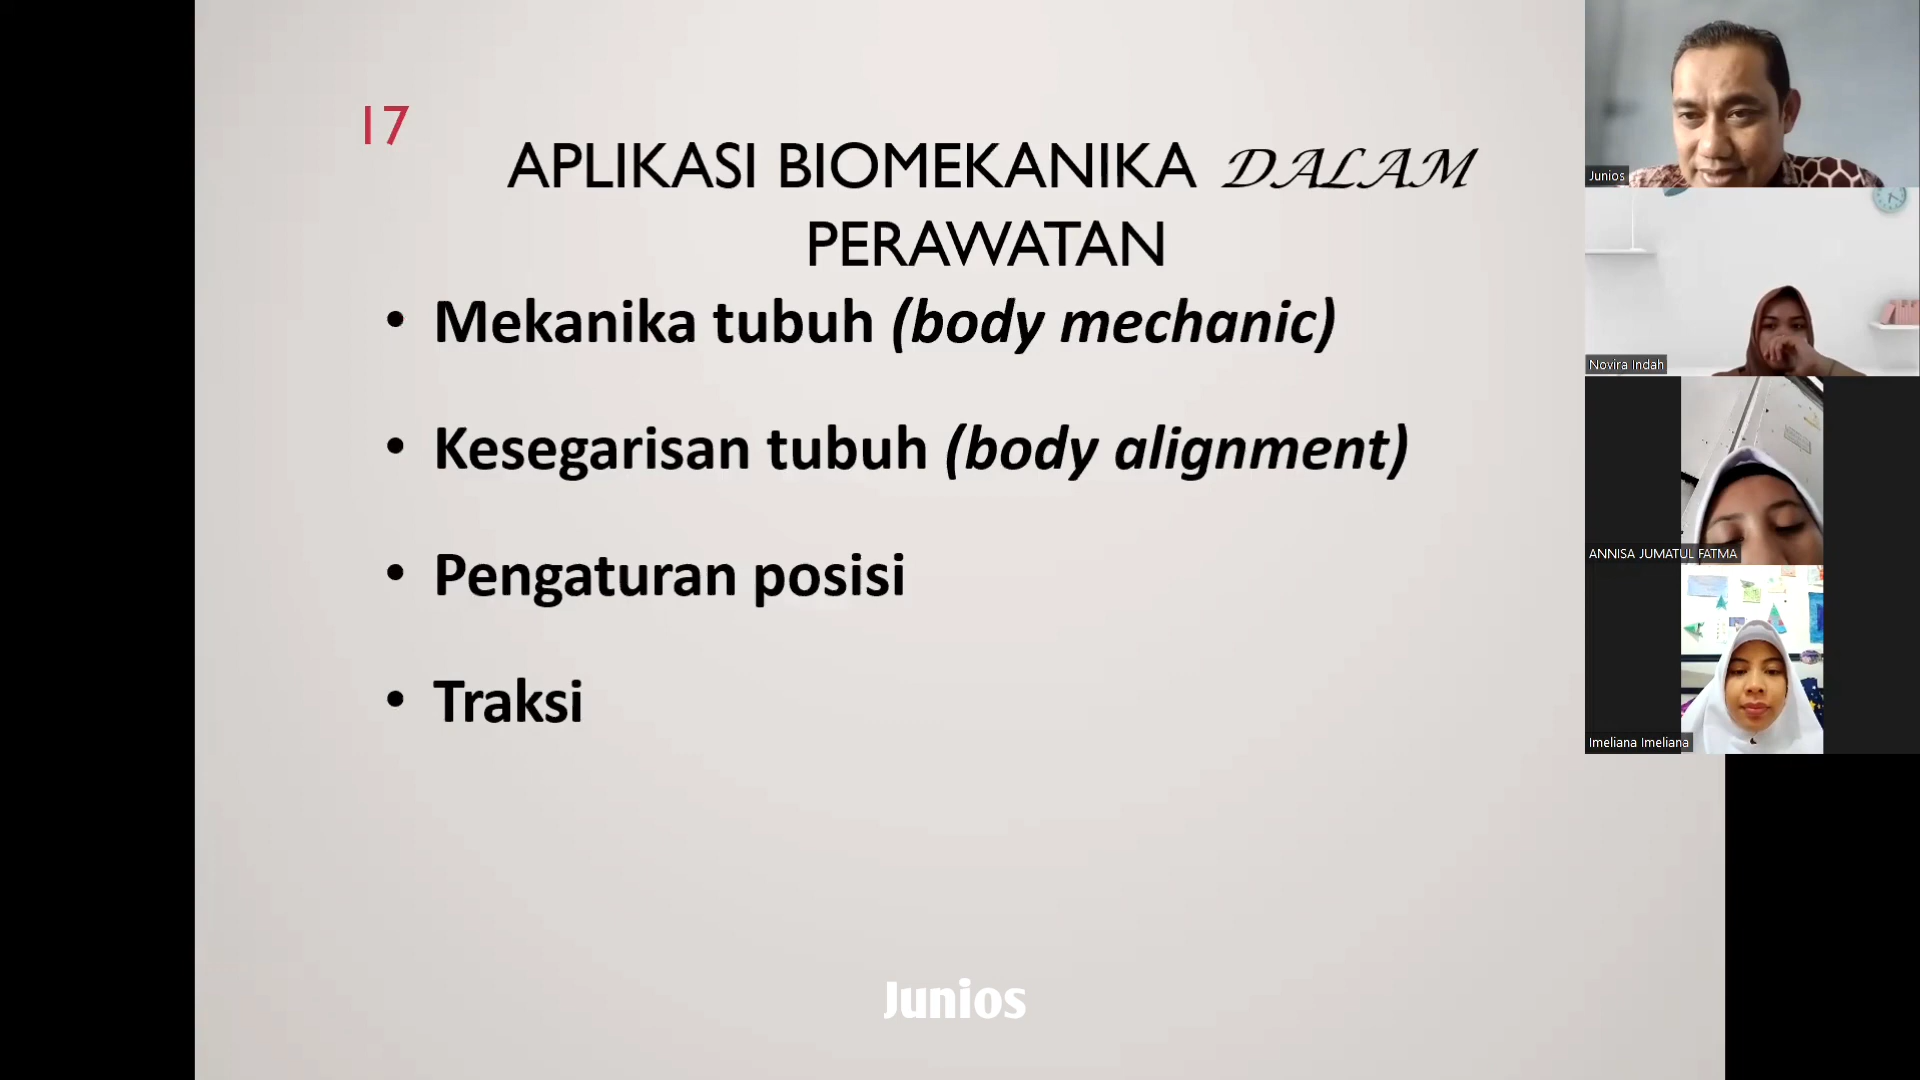 17
APLIKASI BIOMEKANIKA DALAM
PERAWATAN
• Mekanika tubuh (body mechanic)
• Kesegarisan tubuh (body alignment)
• Pengaturan posisi
• Traksi
Junios
Junios
Novira Indah
ANNISA JUMATUL FATMA
Imeliana Imeliana